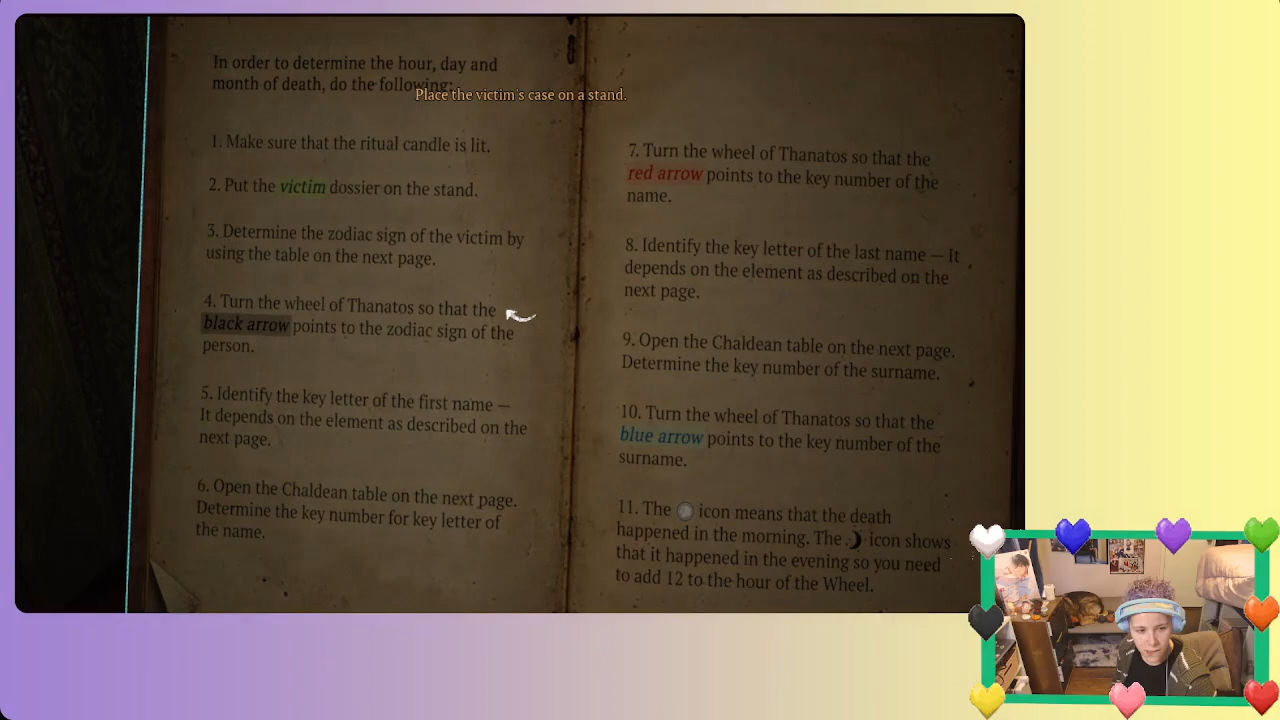 In order to determine the hour, day and
month of death, do the following:
Place the victim's case on a stand.
1. Make sure that the ritual candle is lit.
2. Put the victim dossier on the stand.
3. Determine the zodiac sign of the victim by
using the table on the next page.
4. Turn the wheel of Thanatos so that the
black arrow points to the zodiac sign of the
person.
5. Identify the key letter of the first name —
It depends on the element as described on the
next page.
6. Open the Chaldean table on the next page.
Determine the key number for key letter of
the name.
7. Turn the wheel of Thanatos so that the
red arrow points to the key number of the
name.
8. Identify the key letter of the last name — It
depends on the element as described on the
next page.
9. Open the Chaldean table on the next page.
Determine the key number of the surname.
10. Turn the wheel of Thanatos so that the
blue arrow points to the key number of the
surname.
11. The icon means that the death
happened in the morning. The icon shows
that it happened in the evening so you need
to add 12 to the hour of the Wheel.